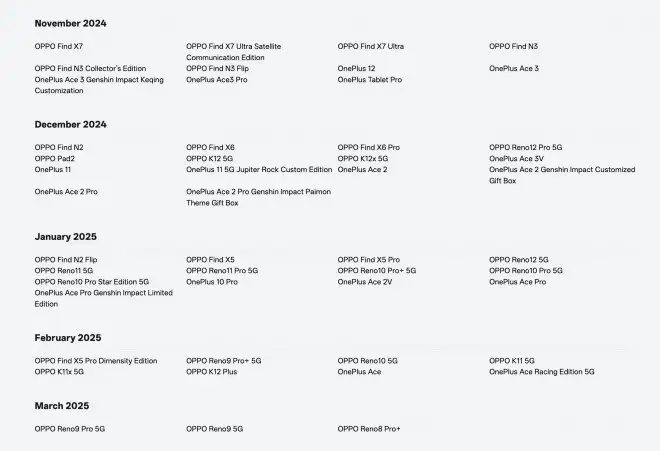 November 2024
OPPO Find X7
OPPO Find X7 Ultra Satellite
Communication Edition
OPPO Find X7 Ultra
OPPO Find N3
OPPO Find N3 Collector's Edition
OPPO Find N3 Flip
OnePlus 12
OnePlus Ace 3
OnePlus Ace 3 Genshin Impact Keqing
Customization
OnePlus Ace3 Pro
OnePlus Tablet Pro
December 2024
OPPO Find N2
OPPO Find X6
OPPO Find X6 Pro
OPPO Reno12 Pro 5G
OPPO Pad2
OPPO K12 5G
OPPO K12x 5G
OnePlus Ace 3V
OnePlus 11
OnePlus 11 5G Jupiter Rock Custom Edition
OnePlus Ace 2
OnePlus Ace 2 Genshin Impact Customized
Gift Box
OnePlus Ace 2 Pro
OnePlus Ace 2 Pro Genshin Impact Paimon
Theme Gift Box
January 2025
OPPO Find N2 Flip
OPPO Find X5
OPPO Find X5 Pro
OPPO Reno12 5G
OPPO Reno11 5G
OPPO Reno11 Pro 5G
OPPO Reno10 Pro+ 5G
OPPO Reno10 Pro 5G
OPPO Reno10 Pro Star Edition 5G
OnePlus 10 Pro
OnePlus Ace 2V
OnePlus Ace Pro
OnePlus Ace Pro Genshin Impact Limited
Edition
February 2025
OPPO Find X5 Pro Dimensity Edition
OPPO Reno9 Pro+ 5G
OPPO Reno10 5G
OPPO K11 5G
OPPO K11x 5G
OPPO K12 Plus
OnePlus Ace
OnePlus Ace Racing Edition 5G
March 2025
OPPO Reno9 Pro 5G
OPPO Reno9 5G
OPPO Reno8 Pro+